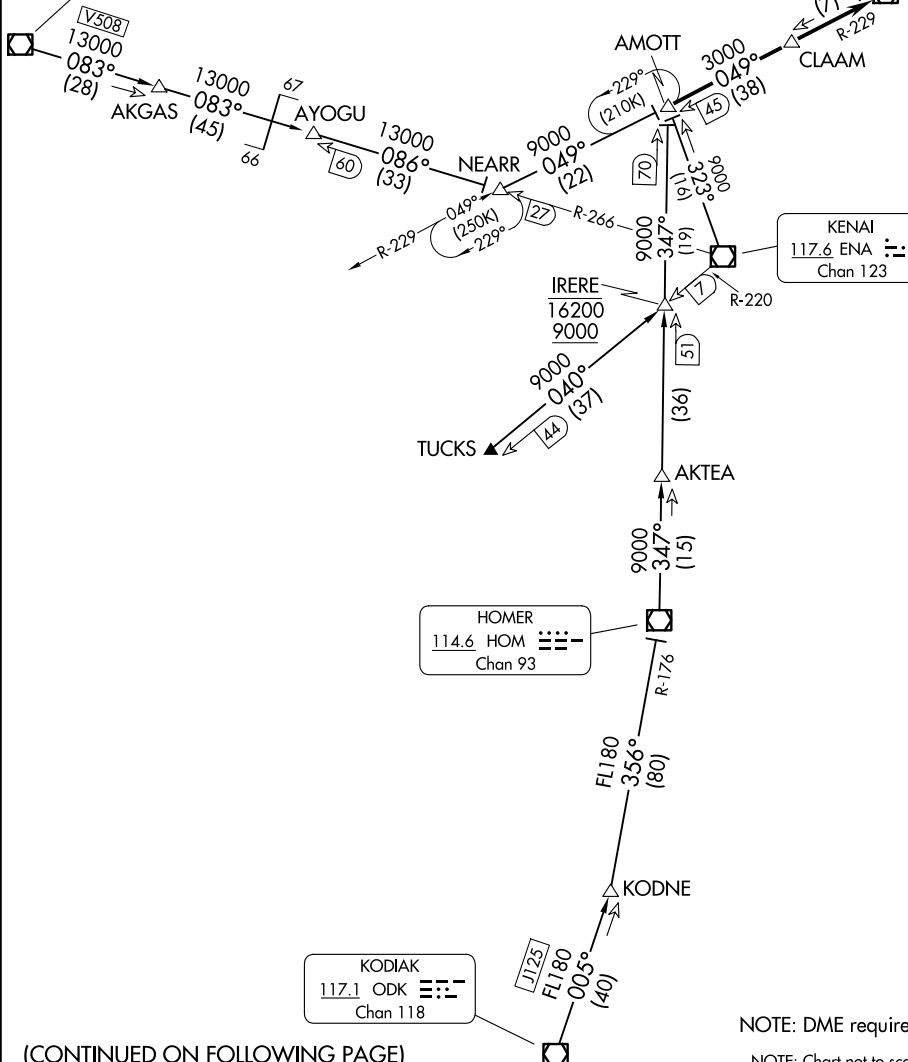 V508
13000
083°
(28)
AKGAS
13000
083°
(45)
67
66
AYOGU
60
13000
086°
(33)
NEARR
27
R-266
R-229
049°
(250K)
229°
9000
049°
(22)
229°
(210K)
AMOTT
3000
049°
(38)
45
CLAAM
(7)
R-229
70
9000
323°
(16)
9000
347°
(19)
KENAI
117.6 ENA
Chan 123
7
R-220
IRERE
16200
9000
51
9000
040°
(37)
44
TUCKS
(36)
AKTEA
9000
347°
(15)
HOMER
114.6 HOM
Chan 93
R-176
FL180
356°
(80)
KODNE
J125
FL180
005°
(40)
KODIAK
117.1 ODK
Chan 118
NOTE: DME require
(CONTINUED ON FOLLOWING PAGE)
NOTE: Chart not to sca